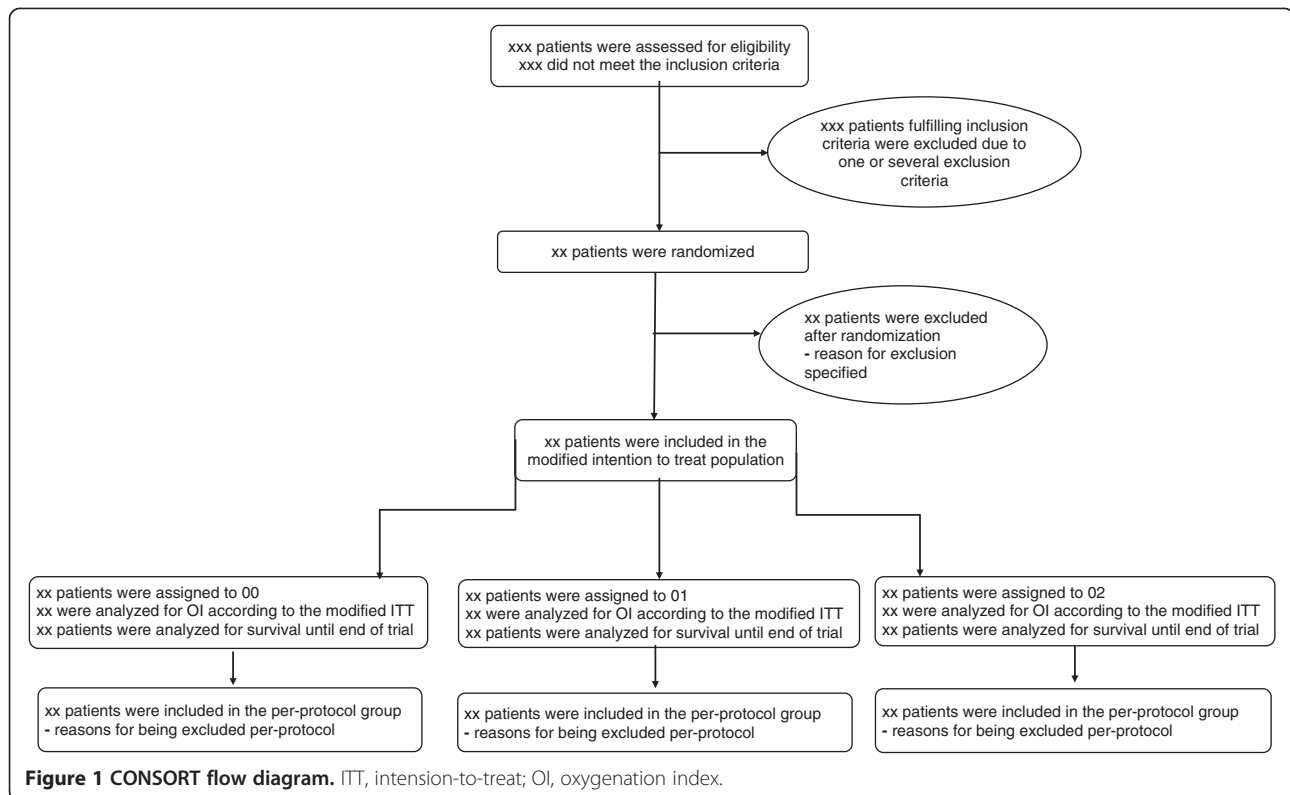 xxx patients were assessed for eligibility
xxx did not meet the inclusion criteria
xxx patients fulfilling inclusion
criteria were excluded due to
one or several exclusion
criteria
xx patients were randomized
xx patients were excluded
after randomization
- reason for exclusion
specified
xx patients were included in the
modified intention to treat population
xx patients were assigned to 00
xx were analyzed for OI according to the modified ITT
xx patients were analyzed for survival until end of trial
xx patients were assigned to 01
xx were analyzed for OI according to the modified ITT
xx patients were analyzed for survival until end of trial
xx patients were assigned to 02
xx were analyzed for OI according to the modified ITT
xx patients were analyzed for survival until end of trial
xx patients were included in the per-protocol group
- reasons for being excluded per-protocol
xx patients were included in the per-protocol group
- reasons for being excluded per-protocol
xx patients were included in the per-protocol group
- reasons for being excluded per-protocol
Figure 1 CONSORT flow diagram. ITT, intension-to-treat; OI, oxygenation index.